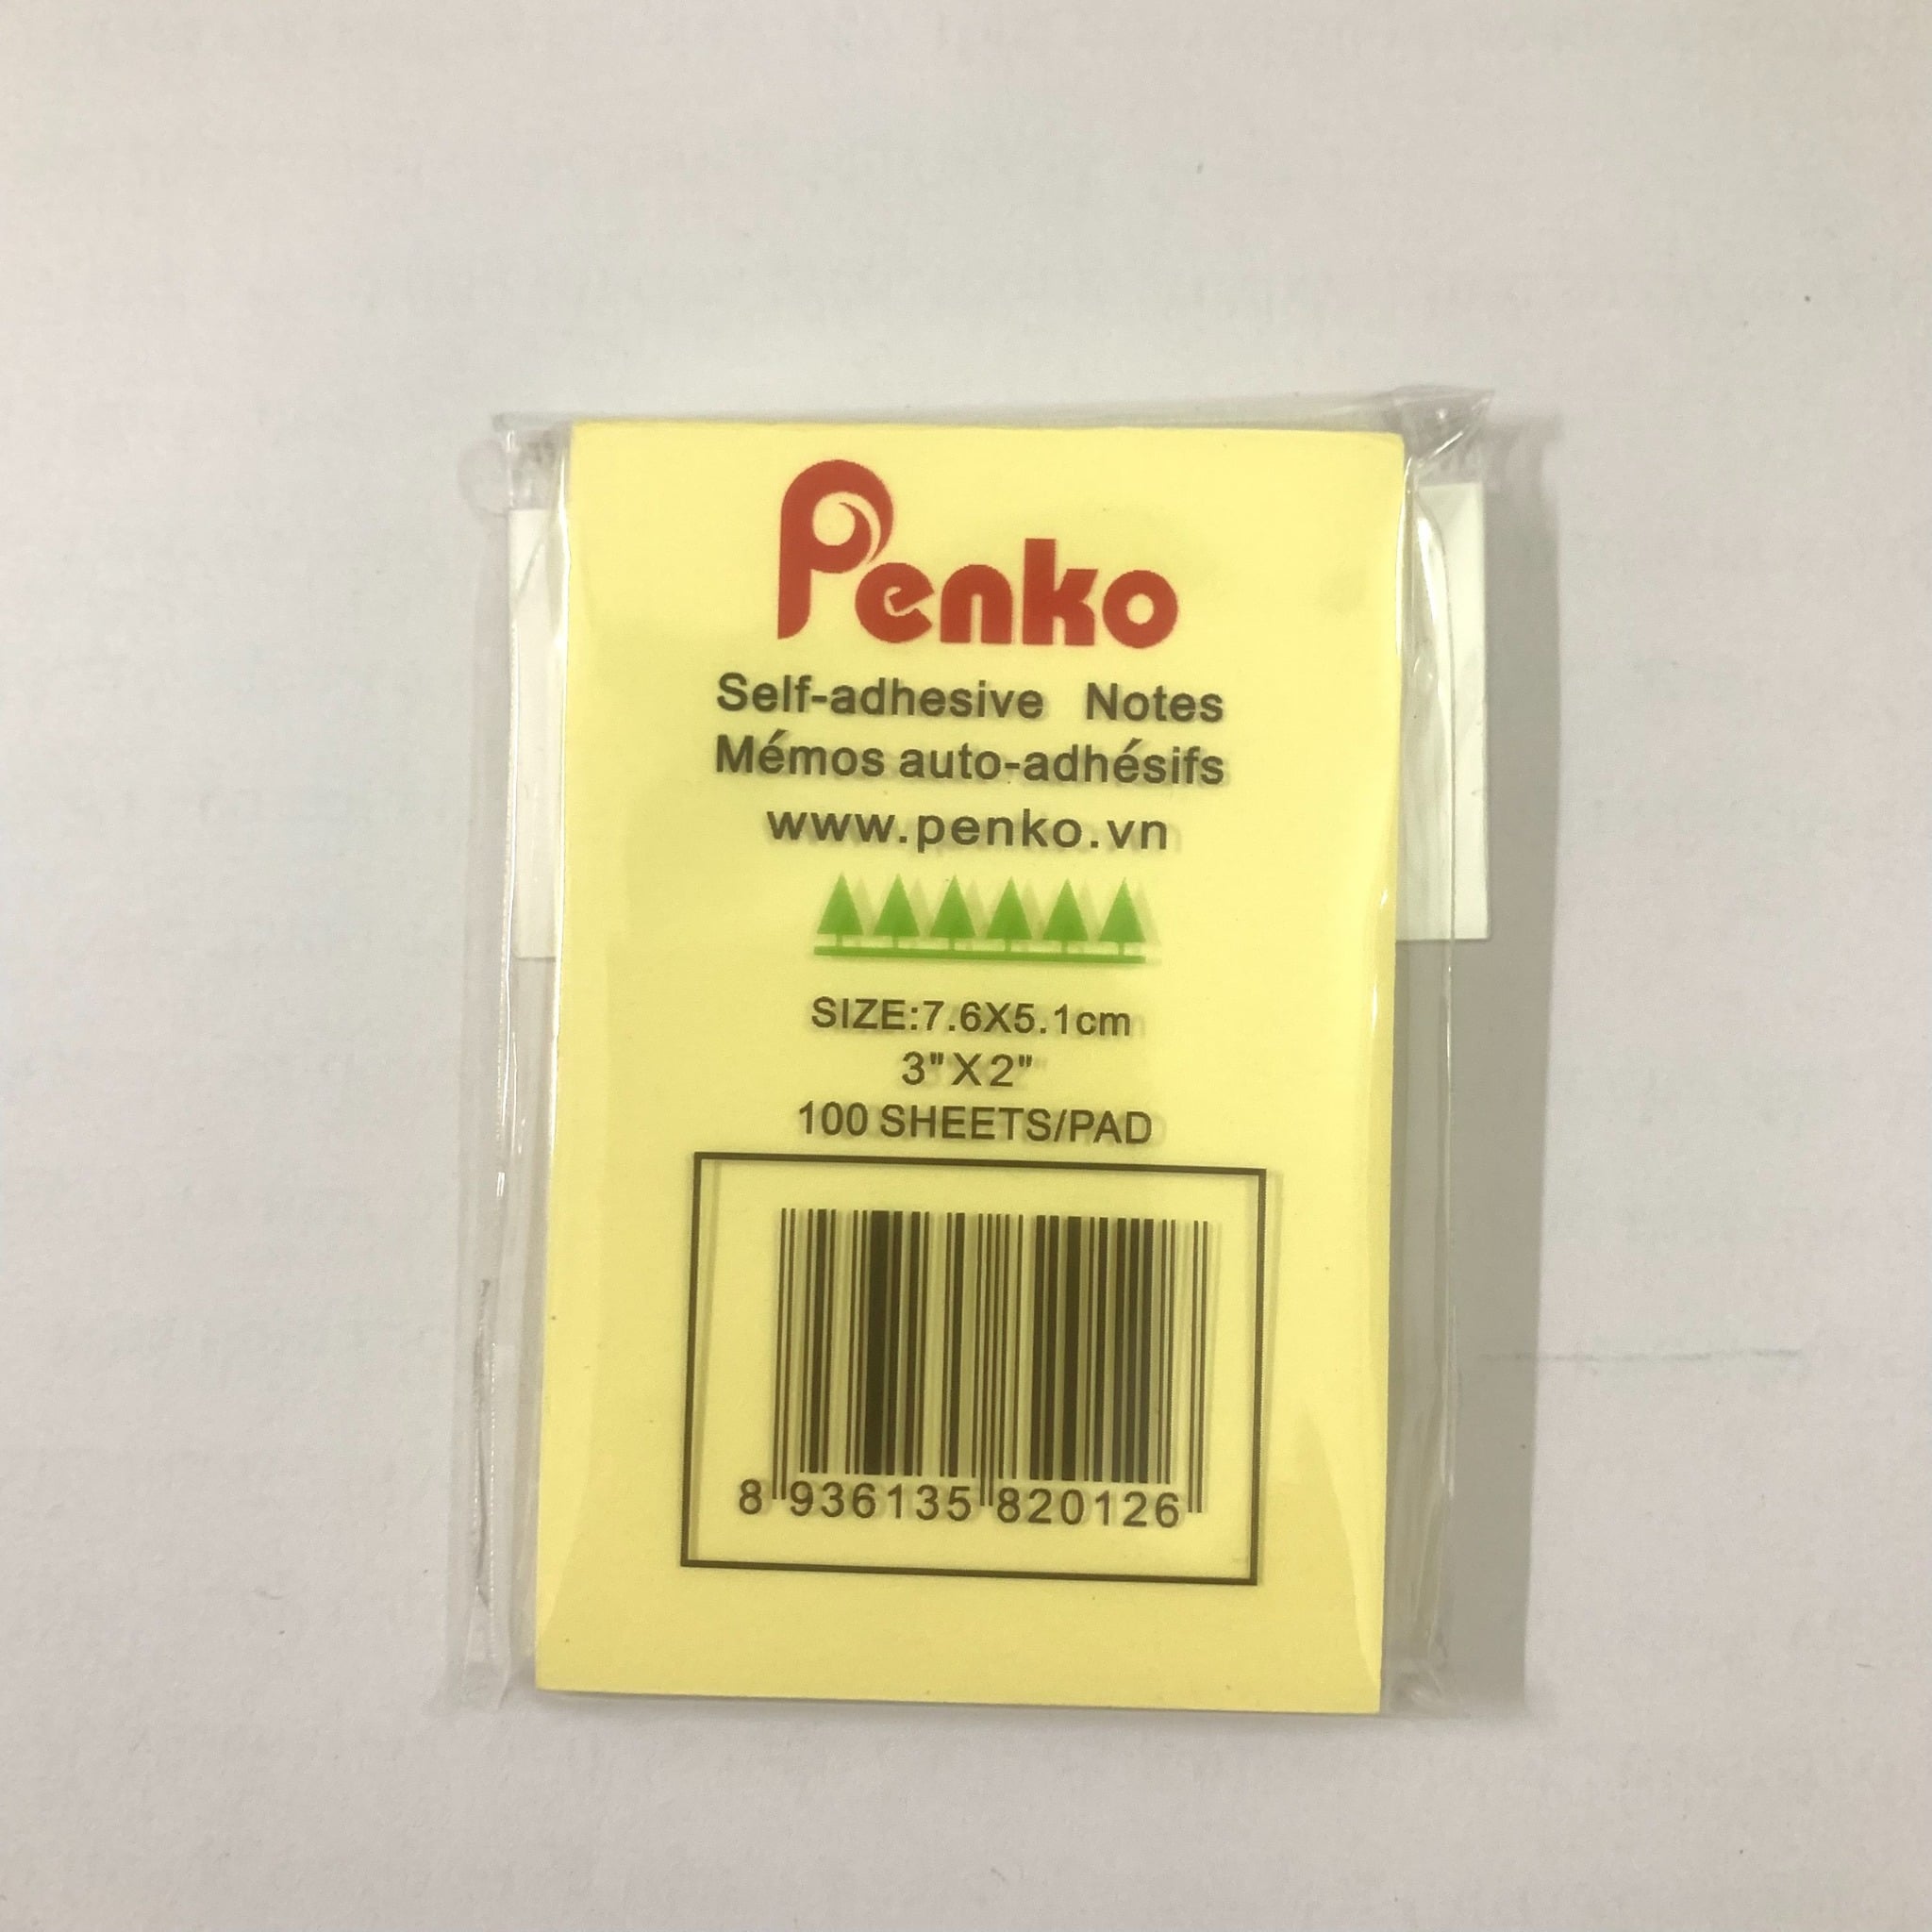 Penko
Self-adhesive Notes
Mémos auto-adhésifs
www.penko.vn
SIZE:7.6X5.1cm
3"X2"
100 SHEETS/PAD
8 936135 820126